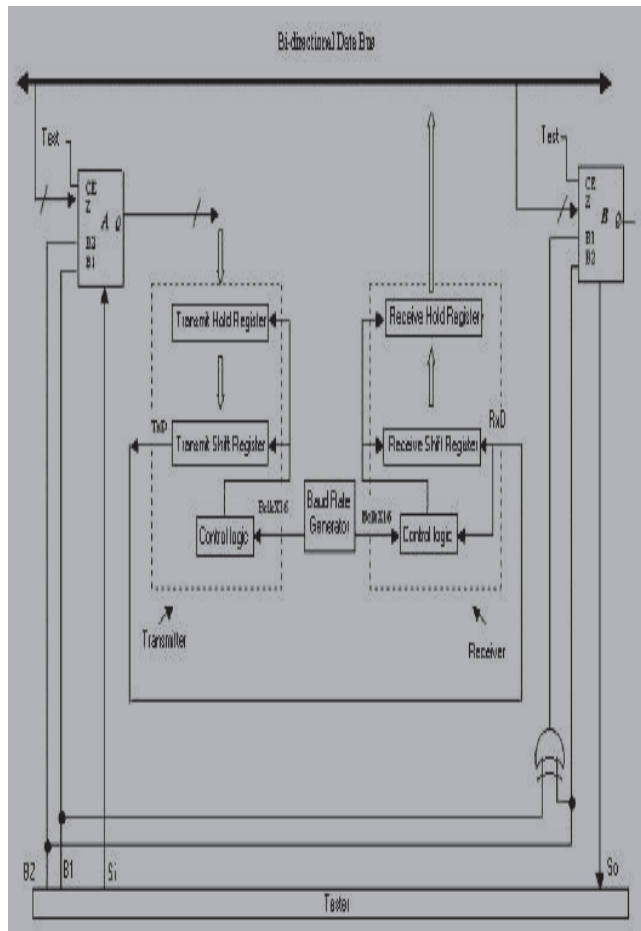 Bi-directional Data Bus
Test
CE
Z
A Q
B2
B1
Test
CE
Z
B Q
B1
B2
Transmit Hold Register
Receive Hold Register
TxD
Transmit Shift Register
Receive Shift Register
RxD
BclkX16
Baud Rate
Generator
BclkX16
Control logic
Control logic
Transmitter
Receiver
B2
B1
Si
So
Tester